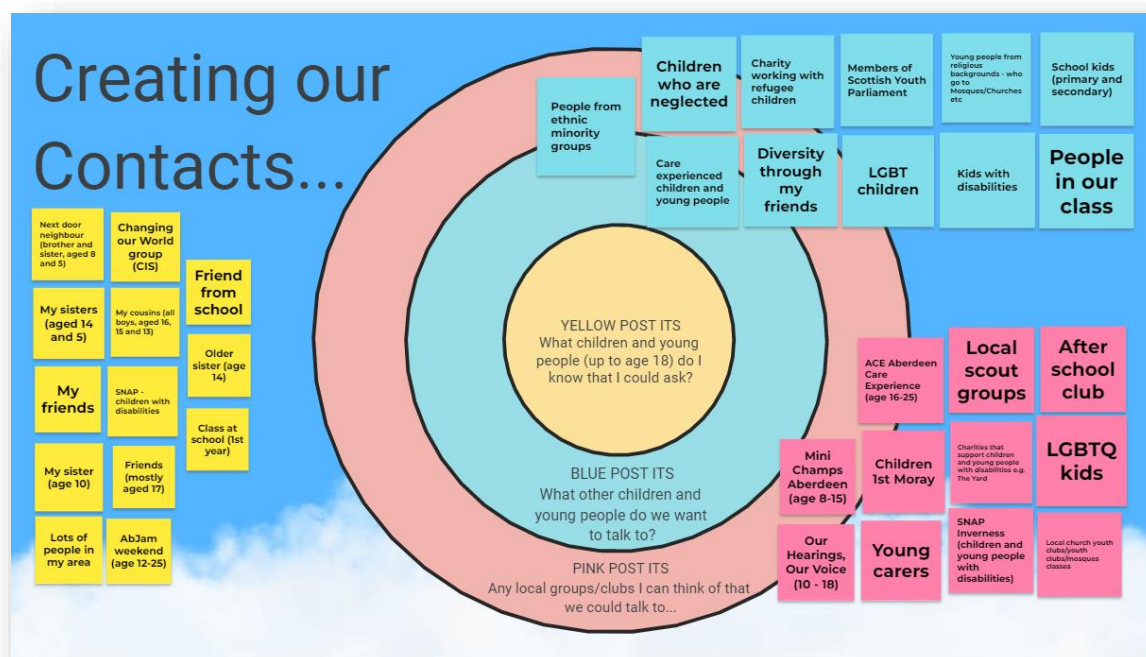 Creating our
Contacts...
Next door
neighbour
(brother and
sister, aged 8
and 5)
Changing
our World
group
(CIS)
Friend
from
school
My sisters
(aged 14
and 5)
My cousins (all
boys, aged 16,
15 and 13)
Older
sister (age
14)
My
friends
SNAP -
children with
disabilities
Class at
school (1st
year)
My sister
(age 10)
Friends
(mostly
aged 17)
Lots of
people in
my area
AbJam
weekend
(age 12-25)
YELLOW POST ITS
What children and young
people (up to age 18) do I
know that I could ask?
BLUE POST ITS
What other children and
young people do we want
to talk to?
PINK POST ITS
Any local groups/clubs I can think of that
we could talk to...
People from
ethnic
minority
groups
Children
who are
neglected
Charity
working with
refugee
children
Members of
Scottish Youth
Parliament
Young people from
religious
backgrounds - who
go to
Mosques/Churches
etc
School kids
(primary and
secondary)
Care
experienced
children and
young people
Diversity
through
my
friends
LGBT
children
Kids with
disabilities
People
in our
class
ACE Aberdeen
Care
Experience
(age 16-25)
Local
scout
groups
After
school
club
Mini
Champs
Aberdeen
(age 8-15)
Children
1st Moray
Charities that
support children
and young people
with disabilities e.g.
The Yard
LGBTQ
kids
Our
Hearings,
Our Voice
(10 - 18)
Young
carers
SNAP
Inverness
(children and
young people
with
disabilities)
Local church youth
clubs/youth
clubs/mosques
classes